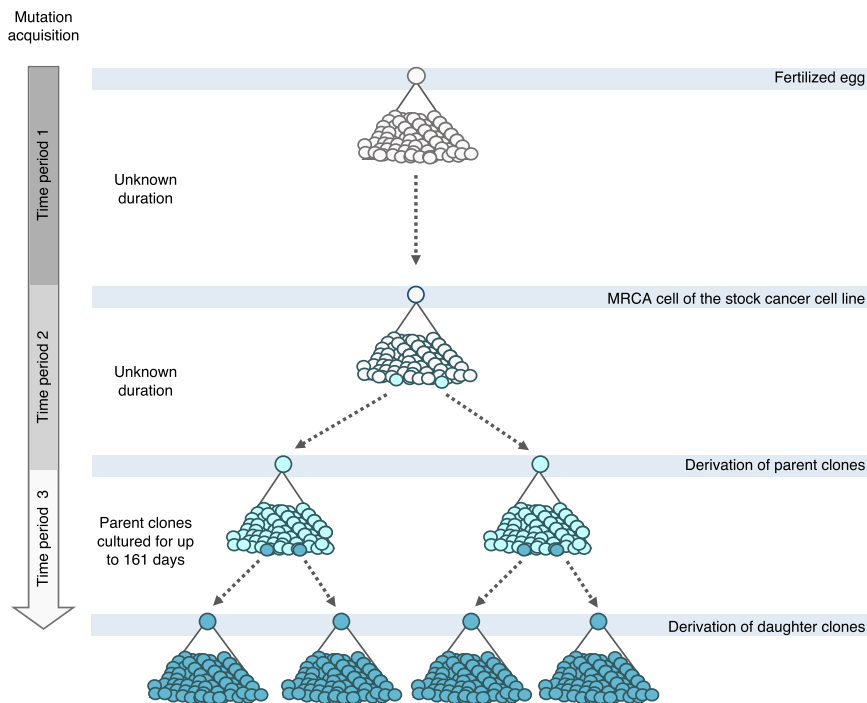 Mutation
acquisition
Fertilized egg
Time period 1
Unknown
duration
MRCA cell of the stock cancer cell line
Time period 2
Unknown
duration
Derivation of parent clones
Time period 3
Parent clones
cultured for up
to 161 days
Derivation of daughter clones